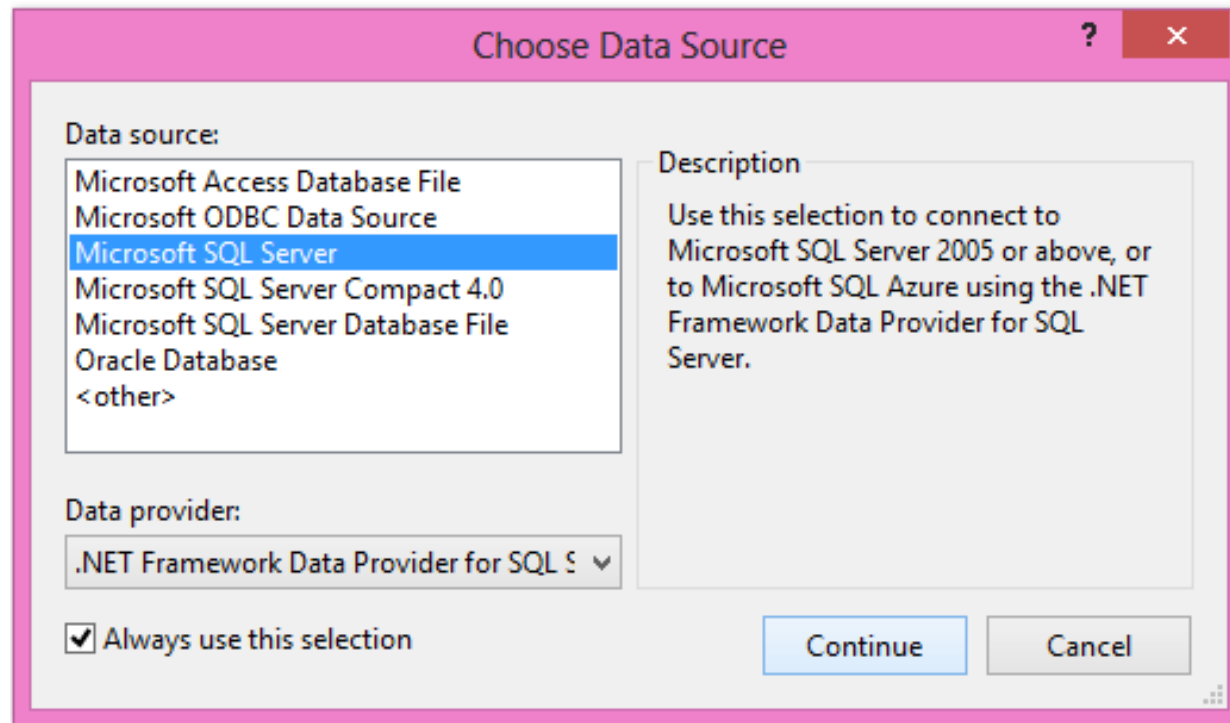 Choose Data Source
?
Data source:
Microsoft Access Database File
Microsoft ODBC Data Source
Microsoft SQL Server
Microsoft SQL Server Compact 4.0
Microsoft SQL Server Database File
Oracle Database
<other>
Description
Use this selection to connect to
Microsoft SQL Server 2005 or above, or
to Microsoft SQL Azure using the .NET
Framework Data Provider for SQL
Server.
Data provider:
.NET Framework Data Provider for SQL S
Always use this selection
Continue
Cancel